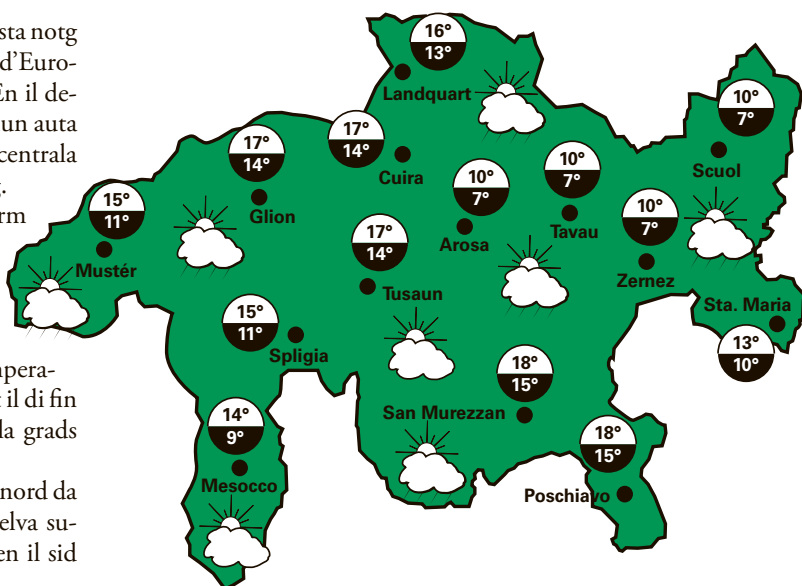 sta notg
d'Euro-
En il de-
un auta
centrala
g.
rm
pera-
il di fin
la grads
nord da
elva su-
en il sid
16°
13°
Landquart
17°
14°
Cuira
17°
14°
Glion
15°
11°
Mustér
10°
7°
Arosa
10°
7°
Tavau
10°
7°
Scuol
10°
7°
Zernez
17°
14°
Tusaun
Sta. Maria
13°
10°
15°
11°
Spligia
18°
15°
San Murezzan
14°
9°
Mesocco
18°
15°
Poschiavo